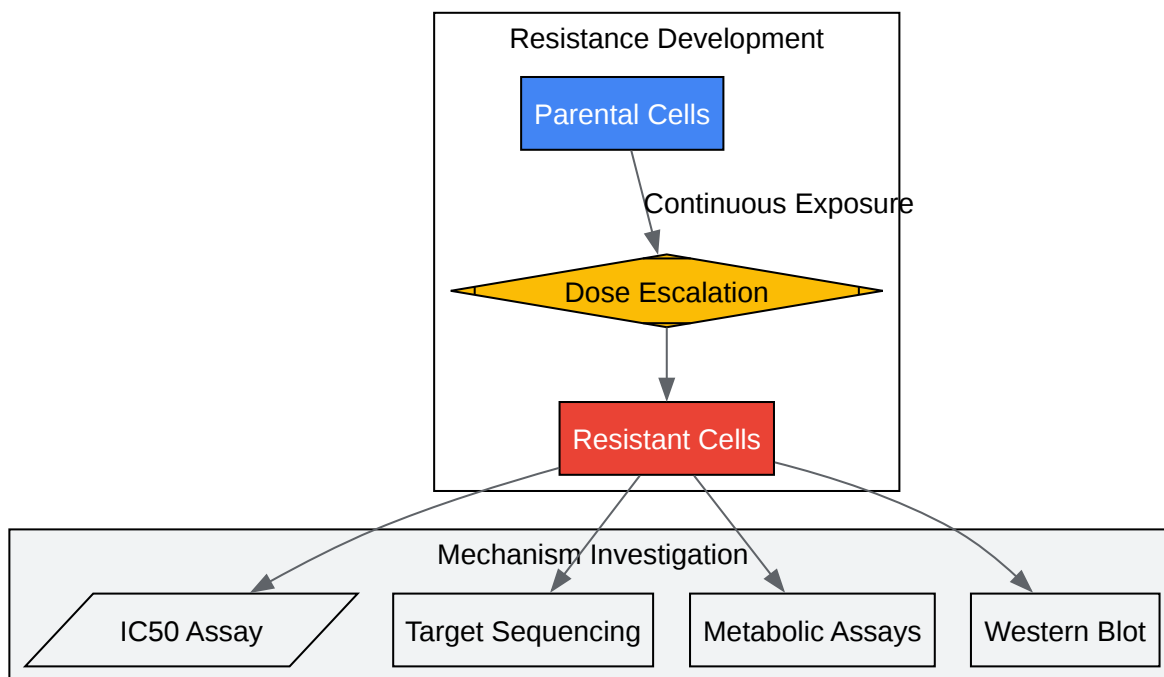 Resistance Development
Parental Cells
Continuous Exposure
Dose Escalation
Resistant Cells
Mechanism Investigation
IC50 Assay
Target Sequencing
Metabolic Assays
Western Blot